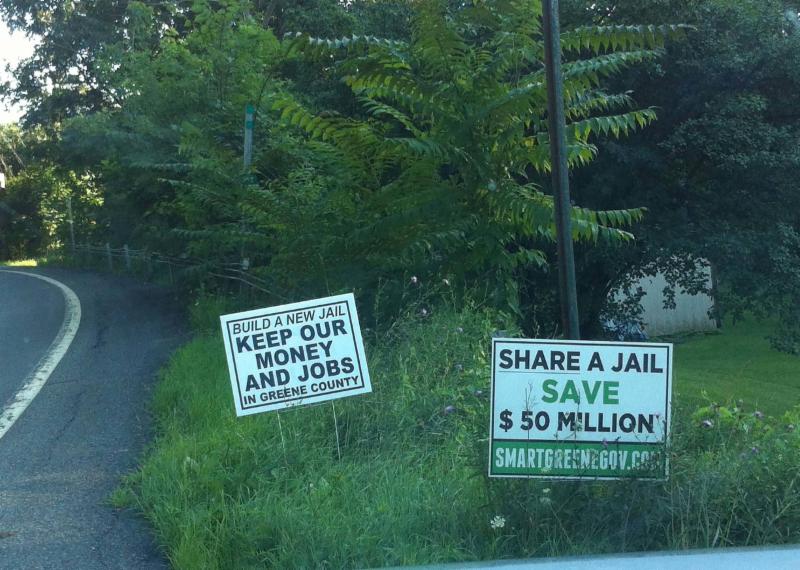 BUILD A NEW JAIL
KEEP OUR
MONEY
AND JOBS
IN GREENE COUNTY
SHARE A JAIL
SAVE
$ 50 MILLION
SMARTGREENEGOV.COM